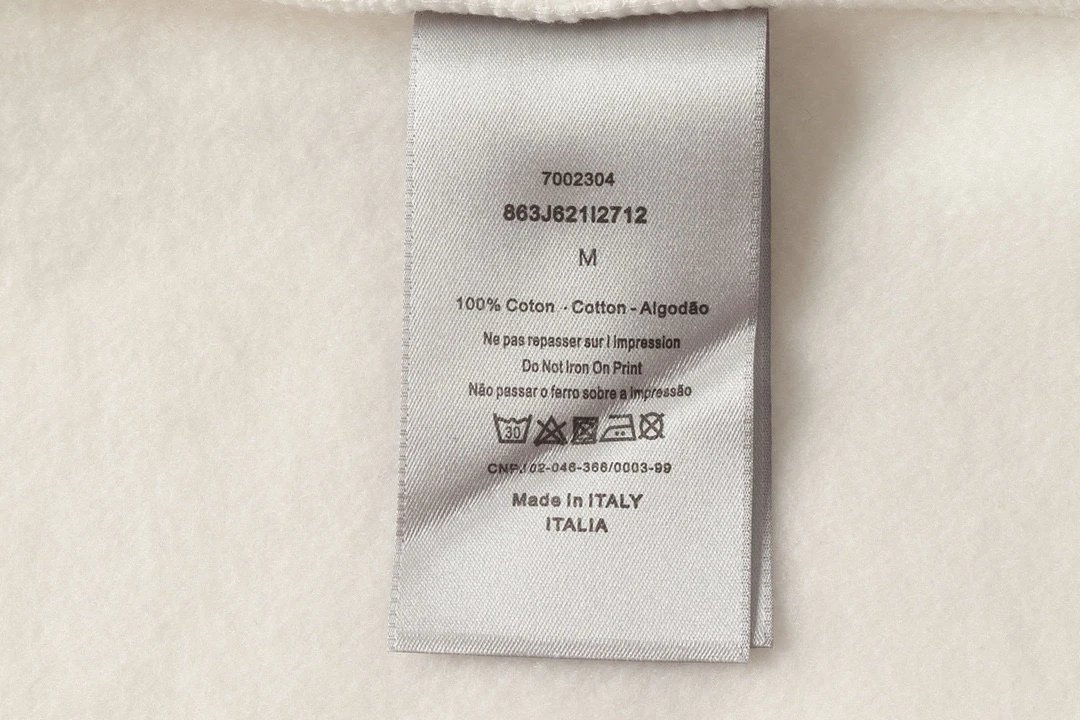 7002304
863J621I2712
M
100% Coton - Cotton - Algodão
Ne pas repasser sur l impression
Do Not Iron On Print
Não passar o ferro sobre a impressão
30
CNPJ 02-046-366/0003-99
Made in ITALY
ITALIA